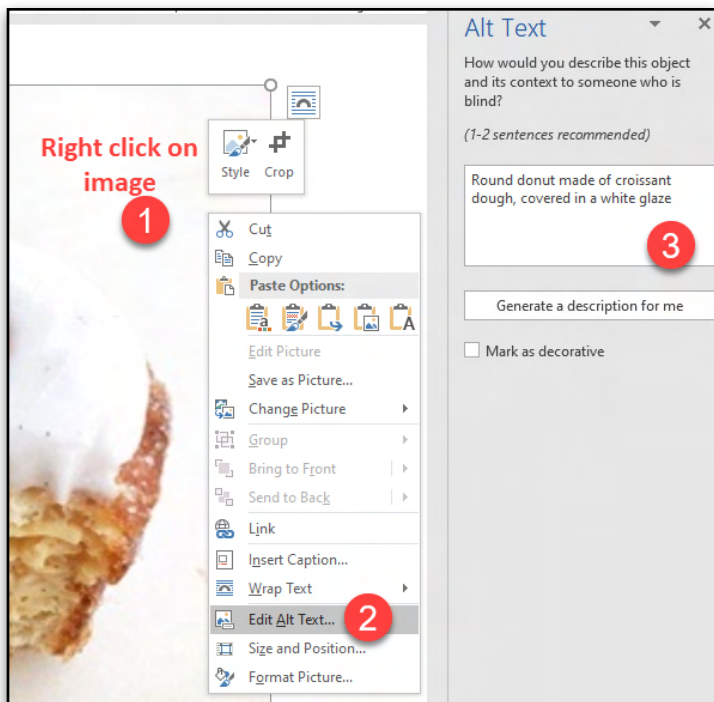 Right click on
image
1
Style Crop
Cut
Copy
Paste Options:
Edit Picture
Save as Picture...
Change Picture
Group
Bring to Front
Send to Back
Link
Insert Caption...
Wrap Text
Edit Alt Text...
2
Size and Position...
Format Picture...
Alt Text
How would you describe this object
and its context to someone who is
blind?
(1-2 sentences recommended)
Round donut made of croissant
dough, covered in a white glaze
3
Generate a description for me
Mark as decorative